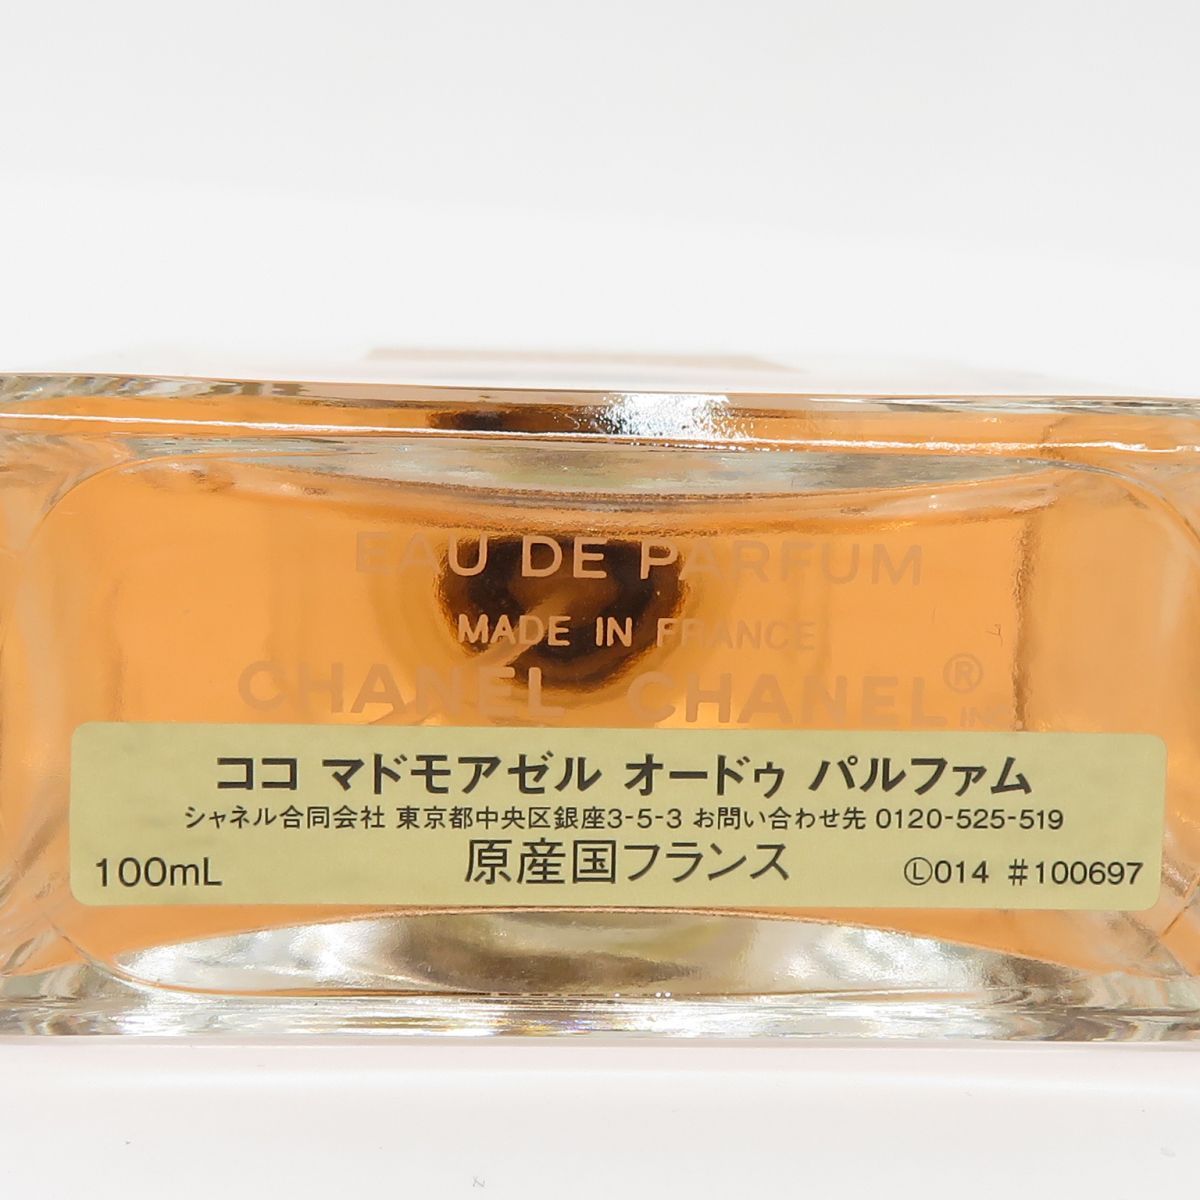 EAU DE PARFUM
MADE IN FRANCE
CHANEL CHANEL® INC
ココ マドモアゼル オードゥ パルファム
シャネル合同会社 東京都中央区銀座3-5-3 お問い合わせ先 0120-525-519
100mL 原産国フランス Ⓛ014 #100697